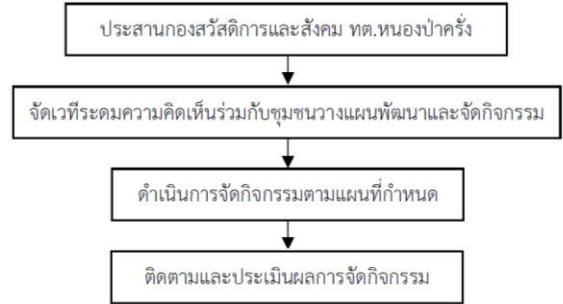 ประสานกองสวัสดิการและสังคม ทต.หนองป่าครั่ง
จัดเวทีระดมความคิดเห็นร่วมกับชุมชนวางแผนพัฒนาและจัดกิจกรรม
ดำเนินการจัดกิจกรรมตามแผนที่กำหนด
ติดตามและประเมินผลการจัดกิจกรรม